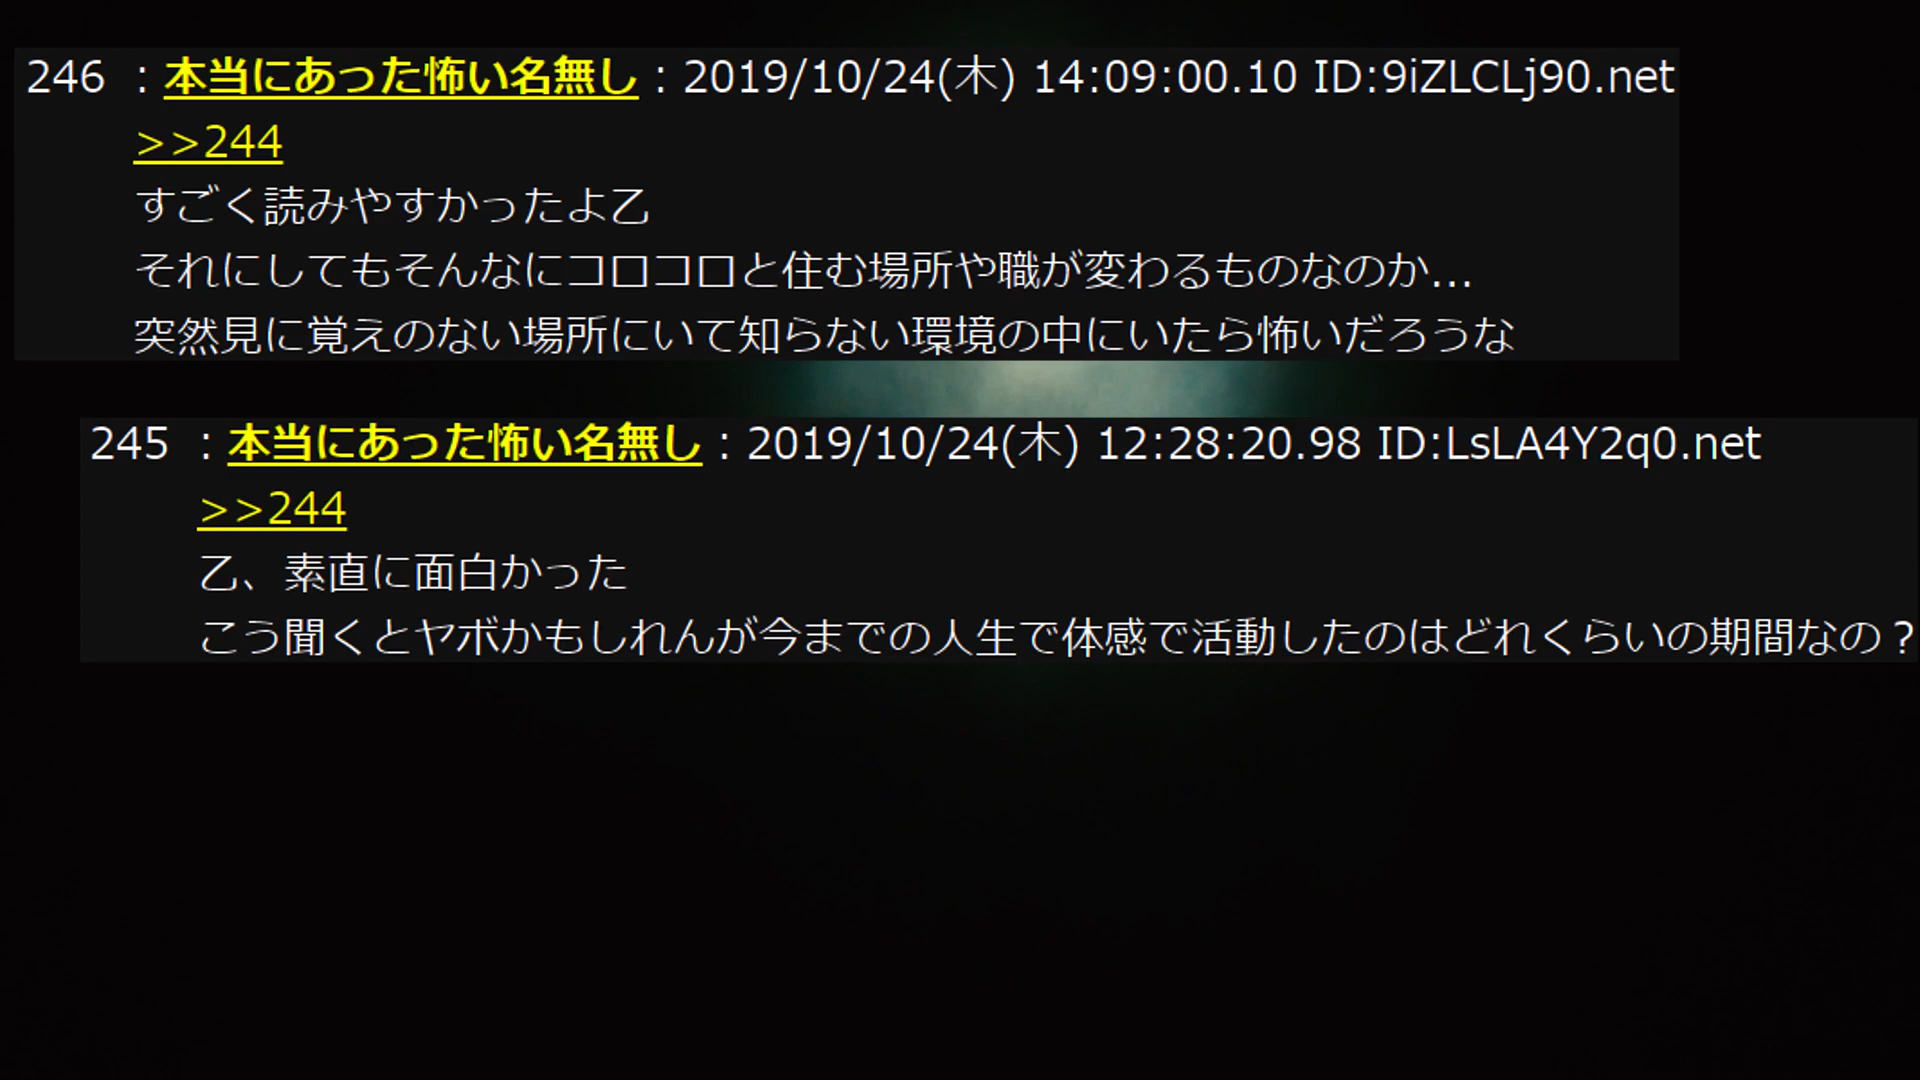 246 ：本当にあった怖い名無し：2019/10/24(木) 14:09:00.10 ID:9iZLCLj90.net
>>244
すごく読みやすかったよ乙
それにしてもそんなにコロコロと住む場所や職が変わるものなのか…
突然見に覚えのない場所にいて知らない環境の中にいたら怖いだろうな
245 ：本当にあった怖い名無し：2019/10/24(木) 12:28:20.98 ID:LsLA4Y2q0.net
>>244
乙、素直に面白かった
こう聞くとヤボかもしれんが今までの人生で体感で活動したのはどれくらいの期間なの？